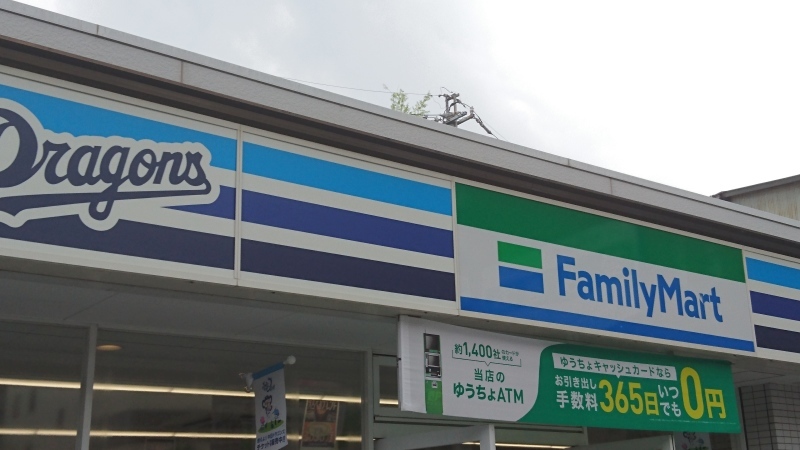 Dragons
FamilyMart
約1,400社
当店の
ゆうちょATM
ゆうちょキャッシュカードなら
お引き出し
手数料
365日
いつ
でも
0円